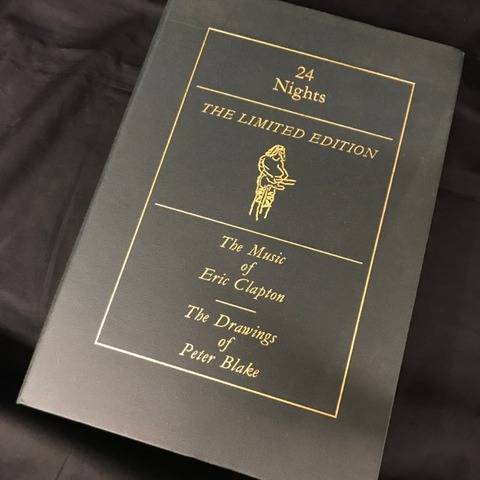 24
Nights
THE LIMITED EDITION
The Music
of
Eric Clapton
The Drawings
of
Peter Blake